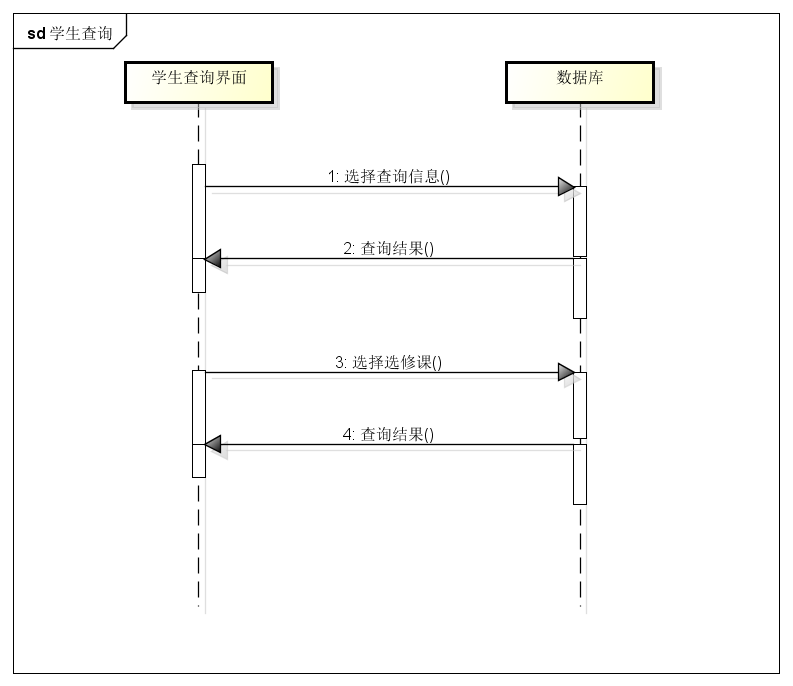 sd 学生查询
学生查询界面
数据库
1: 选择查询信息()
2: 查询结果()
3: 选择选修课()
4: 查询结果()